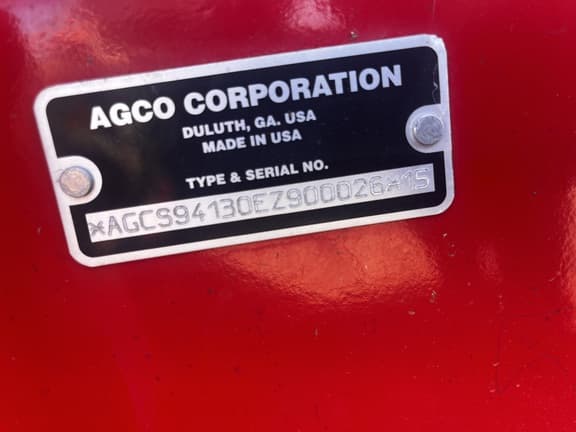 AGCO CORPORATION
DULUTH, GA. USA
MADE IN USA
TYPE & SERIAL NO.
*AGCS94130EZ900026*15